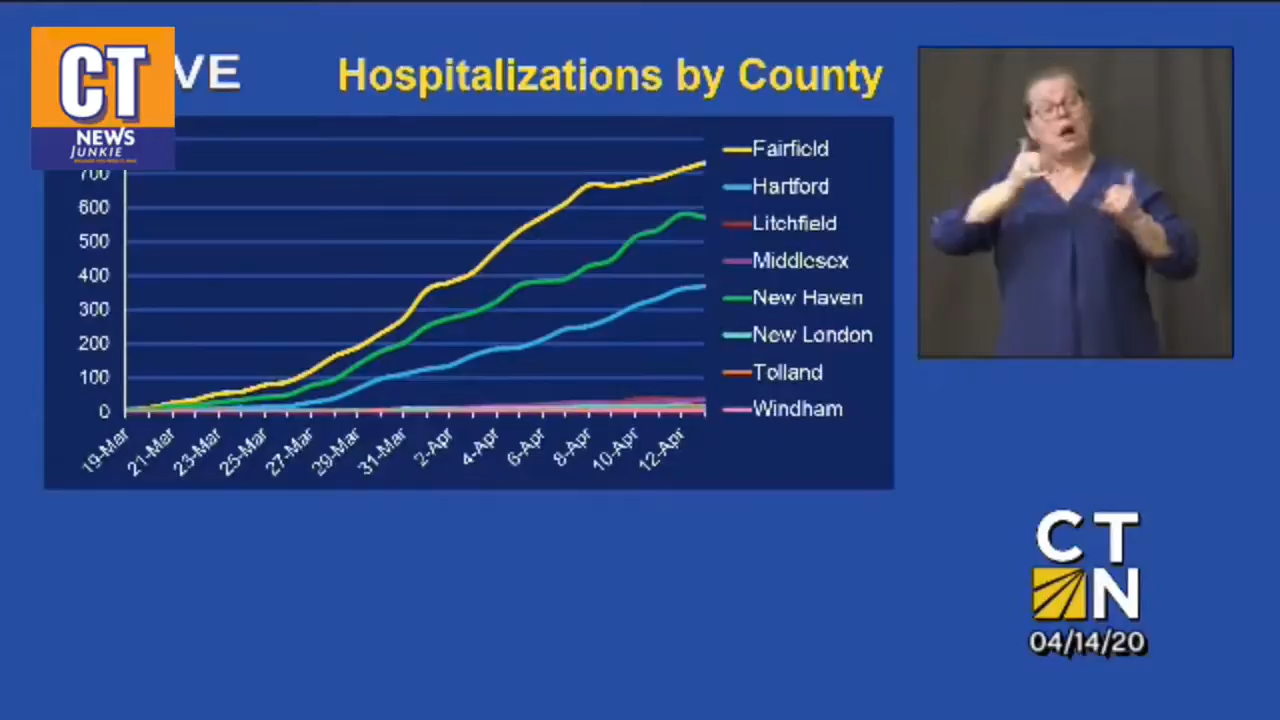 CT
NEWS
JUNKIE
VE
Hospitalizations by County
700
600
500
400
300
200
100
0
19-Mar
21-Mar
23-Mar
25-Mar
27-Mar
29-Mar
31-Mar
2-Apr
4-Apr
6-Apr
8-Apr
10-Apr
12-Apr
Fairfield
Hartford
Litchfield
Middlesex
New Haven
New London
Tolland
Windham
CT
N
04/14/20